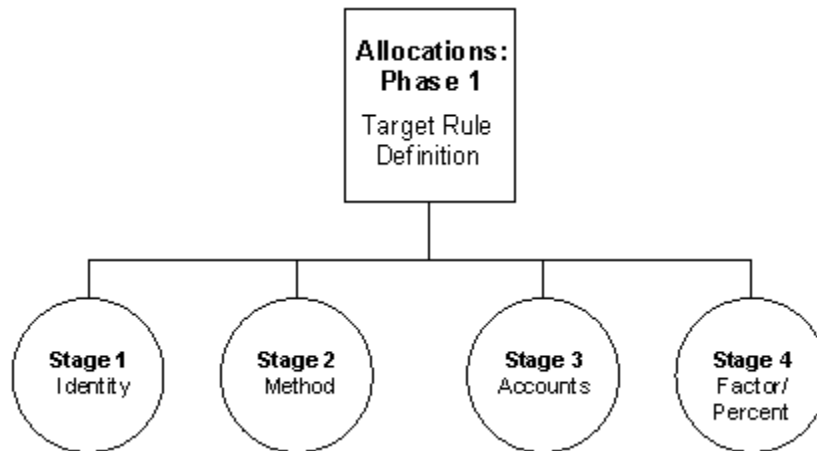 Allocations:
Phase 1
Target Rule
Definition
Stage 1
Identity
Stage 2
Method
Stage 3
Accounts
Stage 4
Factor/
Percent